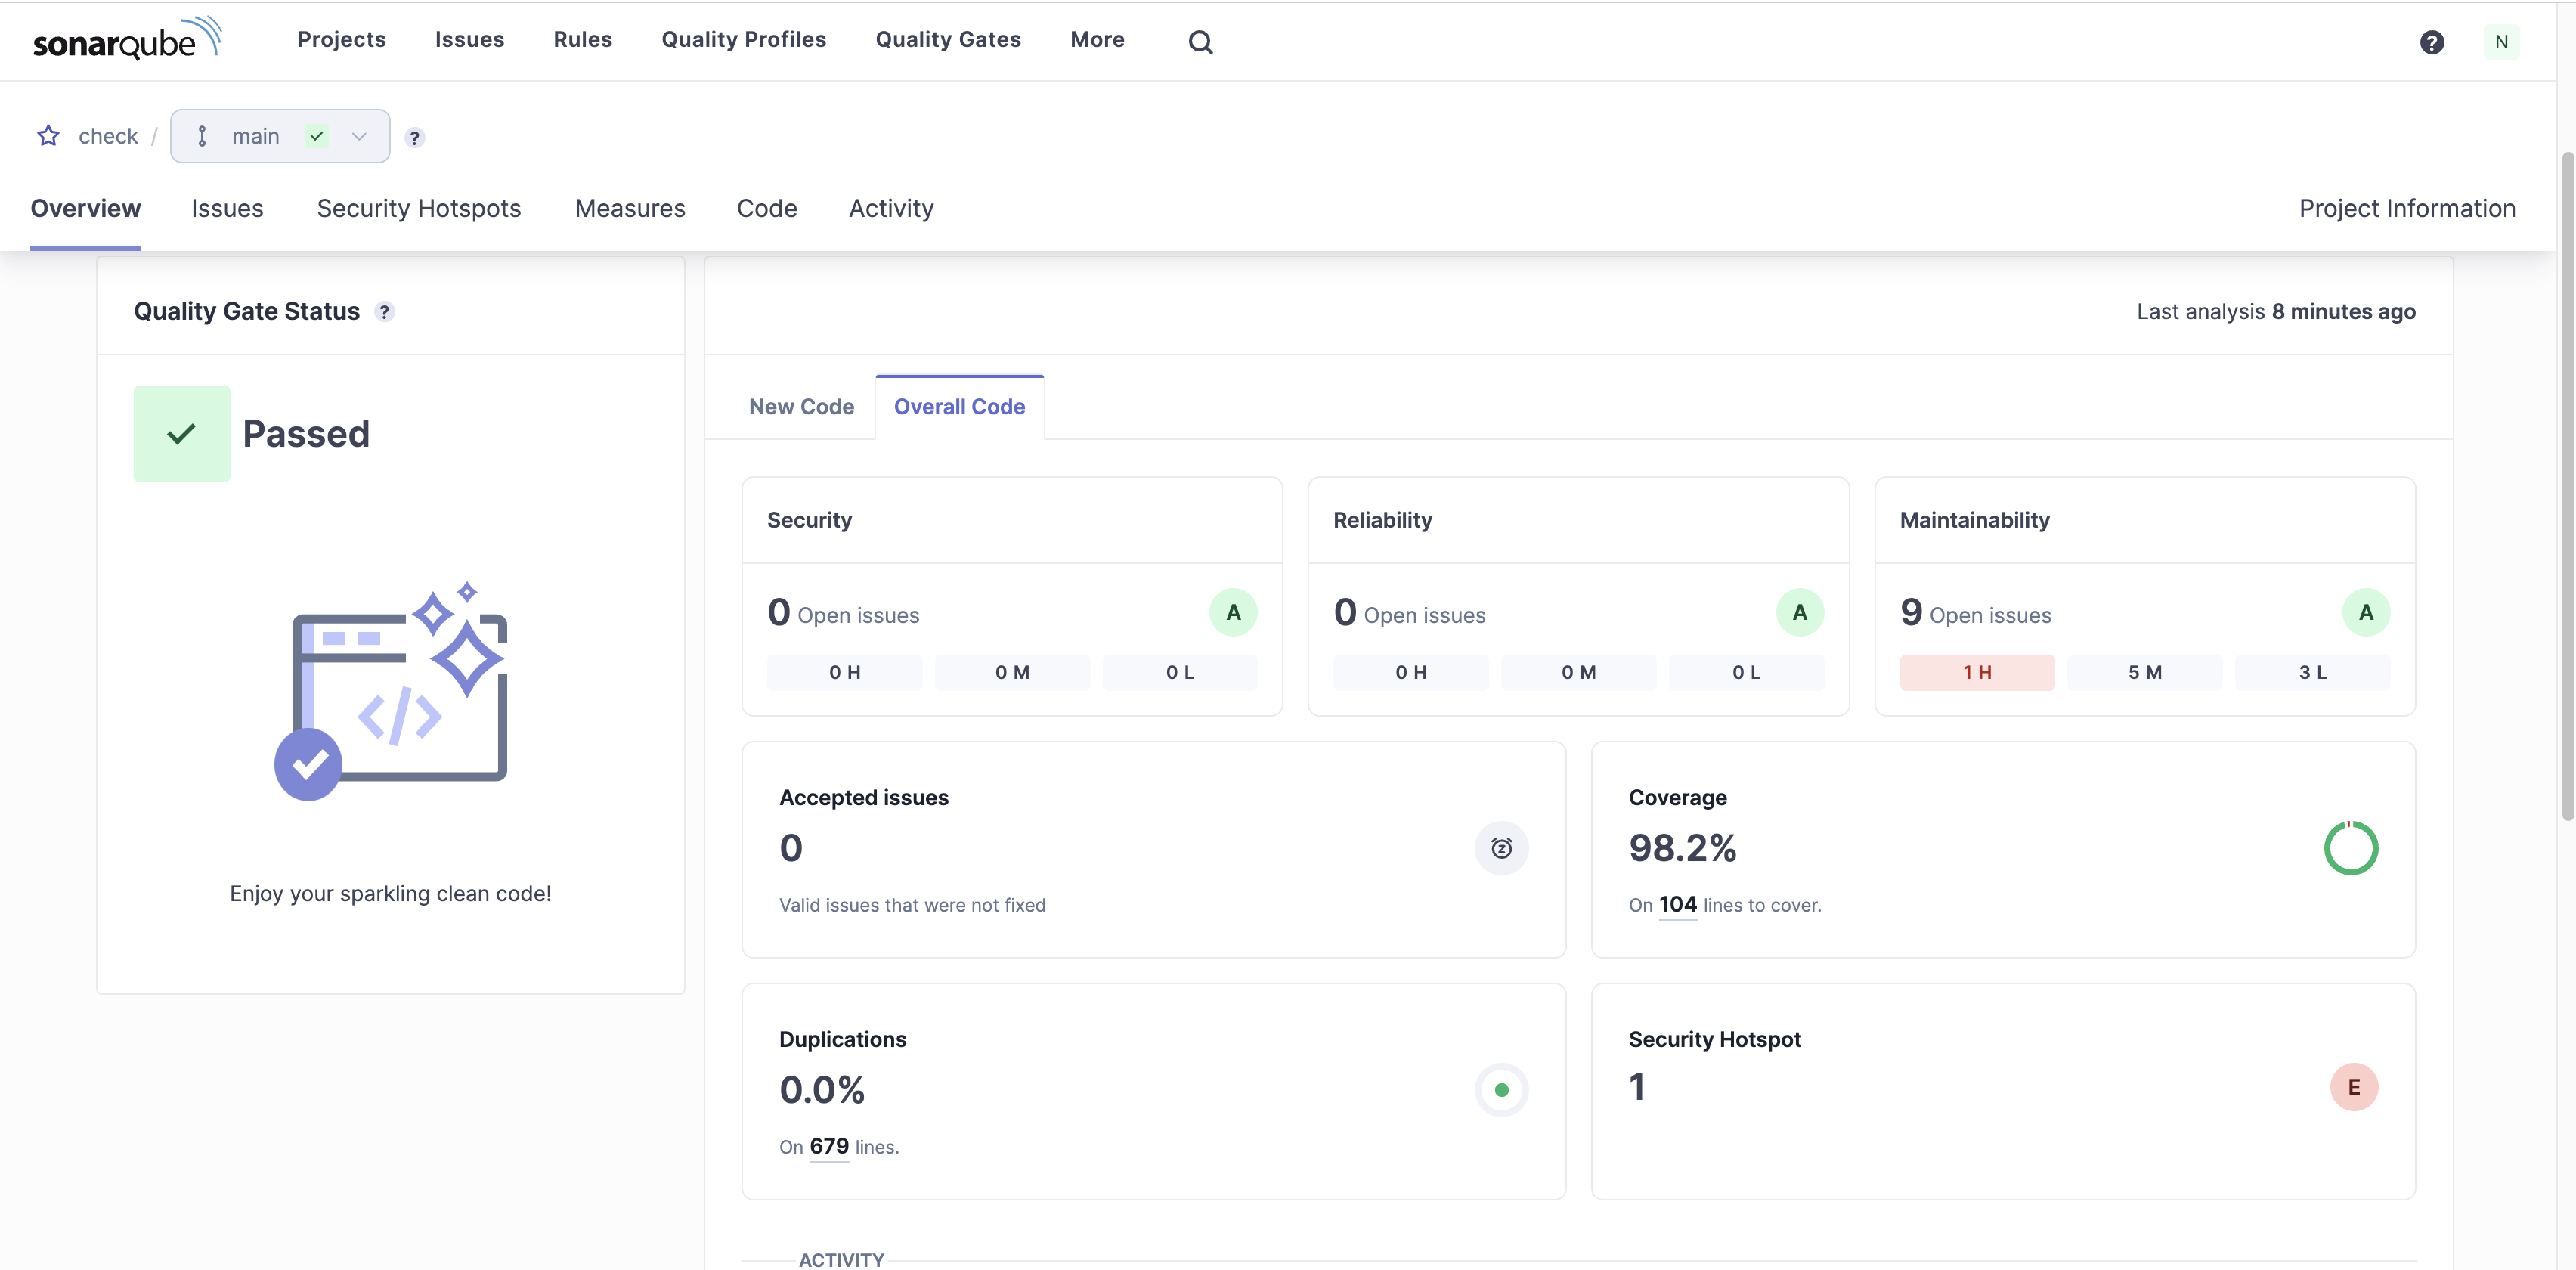 sonarqube Projects Issues Rules Quality Profiles Quality Gates More ? N
check / main ?
Overview Issues Security Hotspots Measures Code Activity Project Information
Quality Gate Status ?
Passed
</>
Enjoy your sparkling clean code!
Last analysis 8 minutes ago
New Code Overall Code
Security
0 Open issues A
0 H 0 M 0 L
Reliability
0 Open issues A
0 H 0 M 0 L
Maintainability
9 Open issues A
1 H 5 M 3 L
Accepted issues
0
Valid issues that were not fixed
Coverage
98.2%
On 104 lines to cover.
Duplications
0.0%
On 679 lines.
Security Hotspot
1 E
ACTIVITY